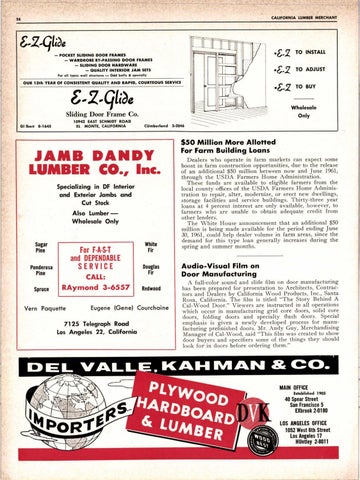 56
CALIFORNIA LUMBER MERCHANT
E-Z-Glide
— POCKET SLIDING DOOR FRAMES
— WARDROBE BY-PASSING DOOR FRAMES
— SLIDING DOOR HARDWARE
— QUALITY INTERIOR JAM SETS
For all types wall structures — Odd bolts & specials
OUR 12th YEAR OF CONSISTENT QUALITY AND RAPID, COURTEOUS SERVICE
E-Z-Glide
Sliding Door Frame Co.
10942 EAST SCHMIDT ROAD
EL MONTE, CALIFORNIA
GIlbert 8-1645
CUmberland 3-0846
•E-Z TO INSTALL
•E-Z TO ADJUST
•E-Z TO BUY
Wholesale
Only
JAMB DANDY
LUMBER CO., Inc.
Specializing in DF Interior
and Exterior Jambs and
Cut Stock
Also Lumber —
Wholesale Only
Sugar
Pine
Ponderosa
Pine
Spruce
For F-A-S-T
and DEPENDABLE
SERVICE
CALL:
RAymond 3-6557
White
Fir
Douglas
Fir
Redwood
Vern Paquette
Eugene (Gene) Courchaine
7125 Telegraph Road
Los Angeles 22, California
$50 Million More Allotted
For Farm Building Loans
Dealers who operate in farm markets can expect some
boost in farm construction opportunities, due to the release
of an additional $50 million between now and June 1961,
through the USDA Farmers Home Administration.
These funds are available to eligible farmers from the
local county offices of the USDA Farmers Home Adminis-
tration to repair, alter, modernize, or erect new dwellings,
storage facilities and service buildings. Thirty-three year
loans at 4 percent interest are only available, however, to
farmers who are unable to obtain adequate credit from
other lenders.
The White House announcement that an additional $50
million is being made available for the period ending June
30, 1961, could help dealer volume in farm areas, since the
demand for this type loan generally increases during the
spring and summer months.
Audio-Visual Film on
Door Manufacturing
A full-color sound and slide film on door manufacturing
has been prepared for presentation to Architects, Contrac-
tors and Dealers by California Wood Products, Inc., Santa
Rosa, California. The film is titled "The Story Behind A
Cal-Wood Door." Viewers are instructed in all operations
which occur in manufacturing grid core doors, solid core
doors, folding doors and specialty flush doors. Special
emphasis is given a newly developed process for manu-
facturing prefinished doors. Mr. Andy Guy, Merchandising
Manager of Cal-Wood, said "This film was created to show
door buyers and specifiers some of the things they should
look for in doors before ordering them."
DEL VALLE, KAHMAN & CO.
IMPORTERS
PLYWOOD
HARDBOARD
& LUMBER
DVK
MAIN OFFICE
Established 1905
40 Spear Street
San Francisco 5
EXbrook 2-0180
LOS ANGELES OFFICE
1052 West 6th Street
Los Angeles 17
HUntley 2-8011